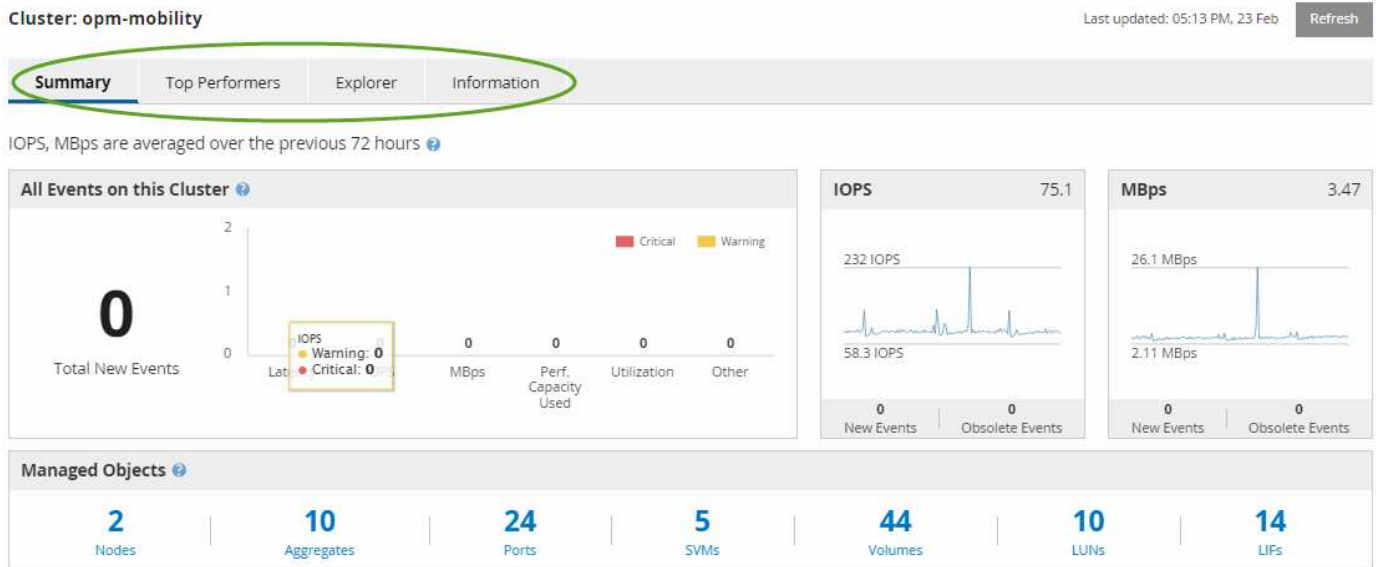 Cluster: opm-mobility
Last updated: 05:13 PM, 23 Feb
Refresh
Summary
Top Performers
Explorer
Information
IOPS, MBps are averaged over the previous 72 hours ?
All Events on this Cluster ?
0
Total New Events
2
1
0
Critical
Warning
IOPS
Warning: 0
Critical: 0
0
0
0
0
MBps
Perf.
Capacity
Used
Utilization
Other
IOPS
75.1
232 IOPS
58.3 IOPS
0
New Events
0
Obsolete Events
MBps
3.47
26.1 MBps
2.11 MBps
0
New Events
0
Obsolete Events
Managed Objects ?
2
Nodes
10
Aggregates
24
Ports
5
SVMs
44
Volumes
10
LUNs
14
LIFs